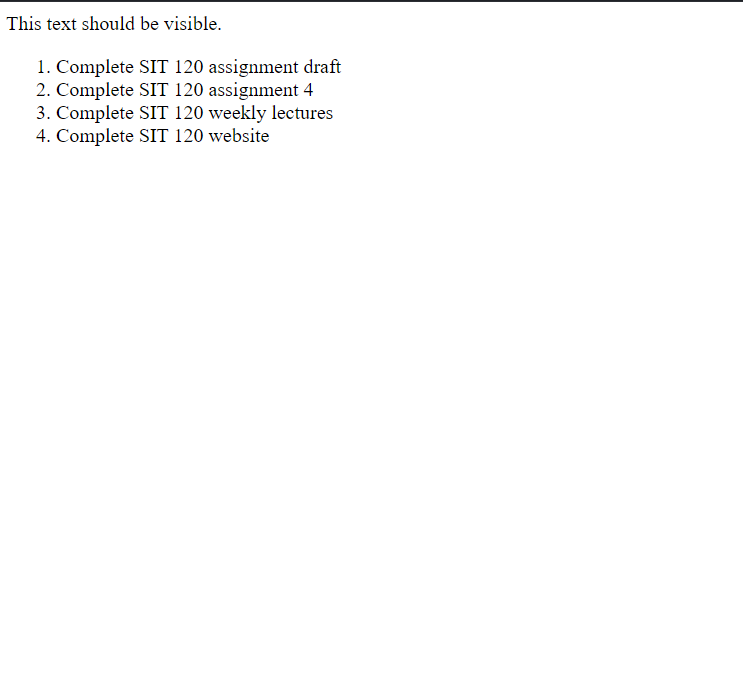 This text should be visible.
1. Complete SIT 120 assignment draft
2. Complete SIT 120 assignment 4
3. Complete SIT 120 weekly lectures
4. Complete SIT 120 website